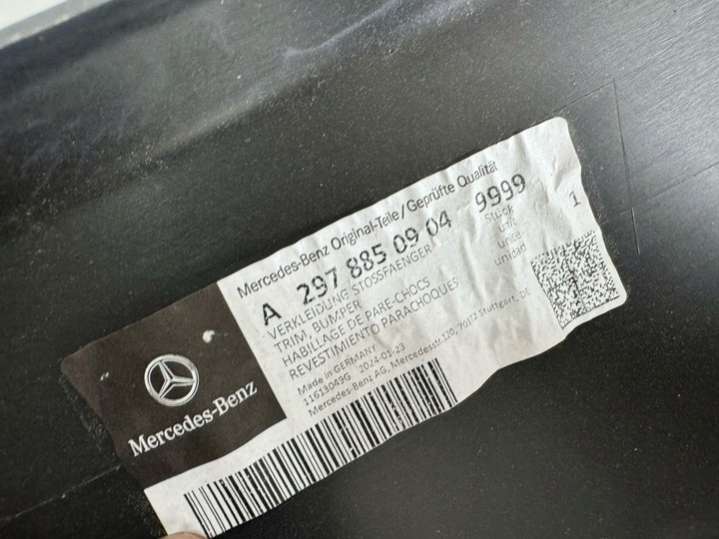 Mercedes-Benz Original-Teile/Geprüfte Qualität
A 297 885 09 04 9999
VERKLEIDUNG STOSSFAENGER
TRIM, BUMPER
HABILLAGE DE PARE-CHOCS
REVESTIMIENTO PARACHOQUES
Stück
unit
unité
unidad
1
Made in GERMANY
11613049G 2024-01-23
Mercedes-Benz AG, Mercedesstr.120, 70372 Stuttgart, DE
Mercedes-Benz